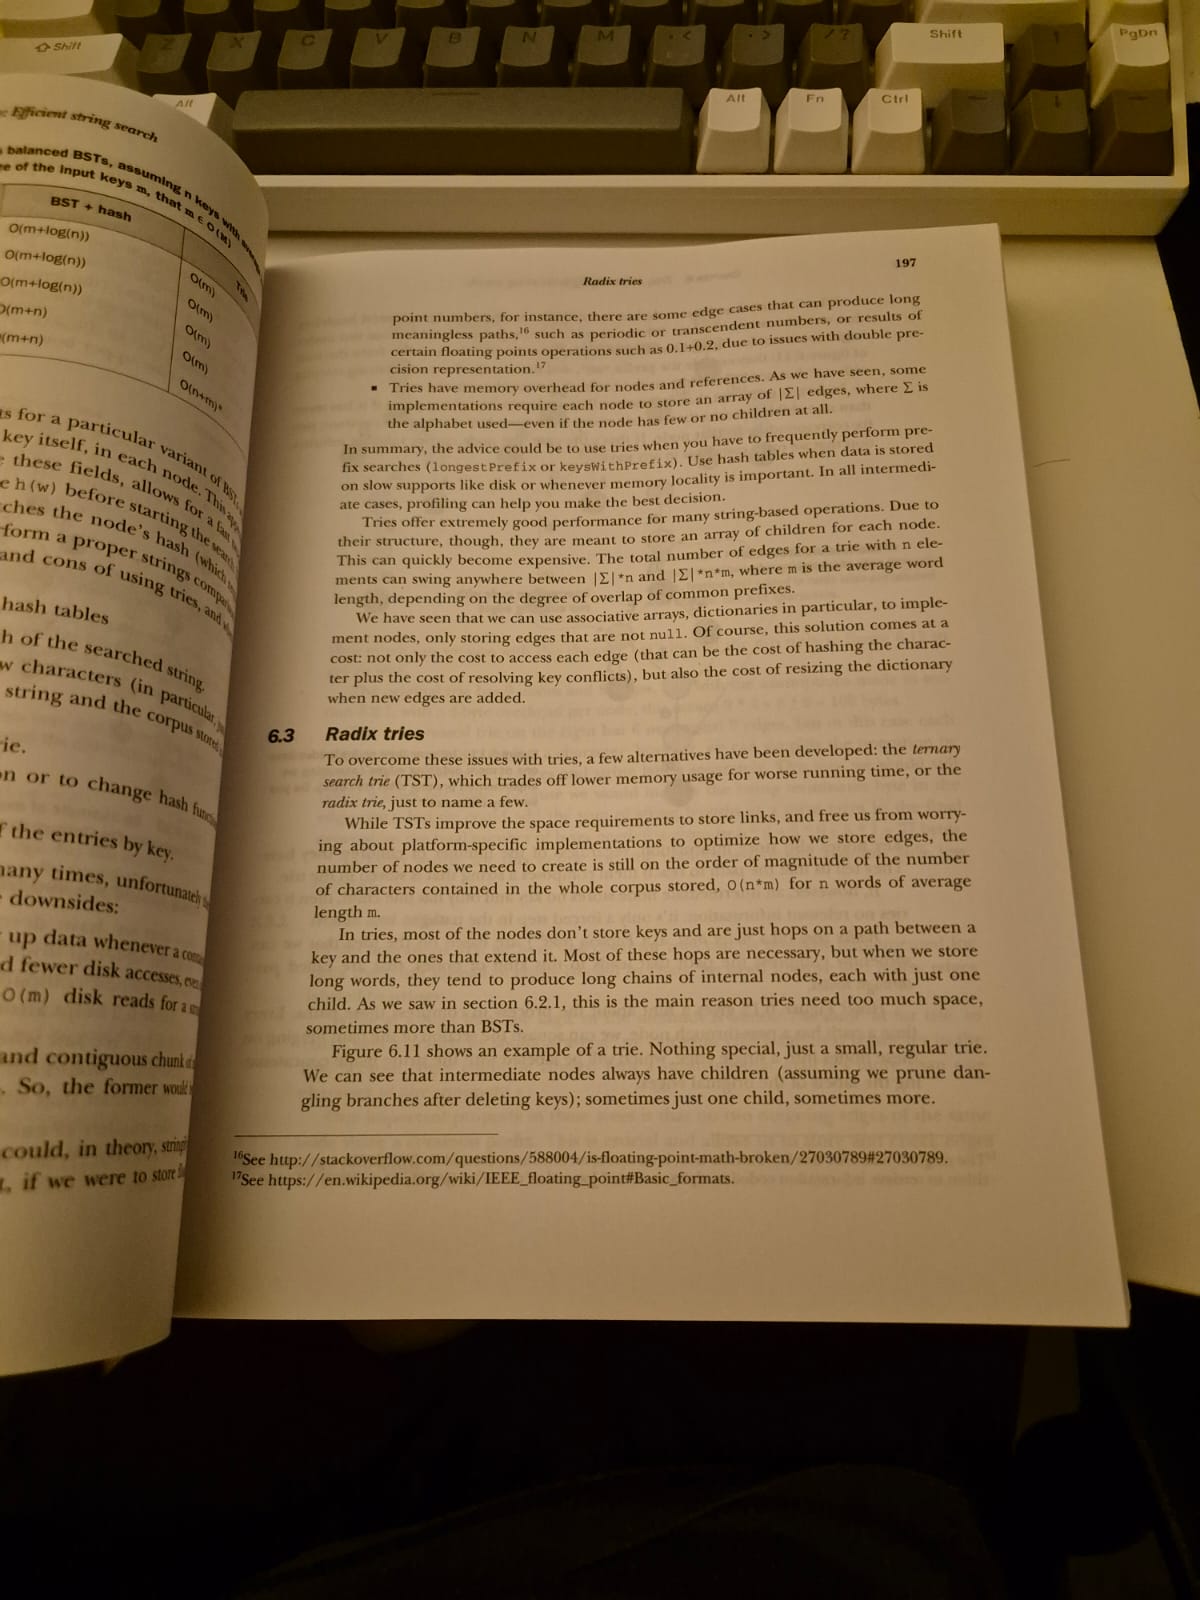 Shift
Z
X
C
V
B
N
M
<
>
/ ?
Shift
PgDn
Alt
Alt
Fn
Ctrl
Efficient string search
balanced BSTs, assuming n keys with
of the input keys m, that m ∈ O(M)
BST + hash
Trie
O(m+log(n))
O(m)
O(m+log(n))
O(m)
O(m+log(n))
O(m)
O(m+n)
O(m)
(m+n)
O(n+m)*
for a particular variant of BST
key itself, in each node. This
these fields, allows for a fast
h(w) before starting the search
the node's hash (which
form a proper strings
and cons of using tries, and
hash tables
of the searched string.
characters (in particular,
string and the corpus stored
or to change hash
the entries by key.
many times, unfortunately
downsides:
up data whenever a
fewer disk accesses,
O(m) disk reads for a
and contiguous chunk
So, the former would
could, in theory,
if we were to store
Radix tries
197
point numbers, for instance, there are some edge cases that can produce long
meaningless paths,16 such as periodic or transcendent numbers, or results of
certain floating points operations such as 0.1+0.2, due to issues with double pre-
cision representation.17
▪ Tries have memory overhead for nodes and references. As we have seen, some
implementations require each node to store an array of |Σ| edges, where Σ is
the alphabet used—even if the node has few or no children at all.
In summary, the advice could be to use tries when you have to frequently perform pre-
fix searches (longestPrefix or keysWithPrefix). Use hash tables when data is stored
on slow supports like disk or whenever memory locality is important. In all intermedi-
ate cases, profiling can help you make the best decision.
Tries offer extremely good performance for many string-based operations. Due to
their structure, though, they are meant to store an array of children for each node.
This can quickly become expensive. The total number of edges for a trie with n ele-
ments can swing anywhere between |Σ|*n and |Σ|*n*m, where m is the average word
length, depending on the degree of overlap of common prefixes.
We have seen that we can use associative arrays, dictionaries in particular, to imple-
ment nodes, only storing edges that are not null. Of course, this solution comes at a
cost: not only the cost to access each edge (that can be the cost of hashing the charac-
ter plus the cost of resolving key conflicts), but also the cost of resizing the dictionary
when new edges are added.
6.3 Radix tries
To overcome these issues with tries, a few alternatives have been developed: the ternary
search trie (TST), which trades off lower memory usage for worse running time, or the
radix trie, just to name a few.
While TSTs improve the space requirements to store links, and free us from worry-
ing about platform-specific implementations to optimize how we store edges, the
number of nodes we need to create is still on the order of magnitude of the number
of characters contained in the whole corpus stored, O(n*m) for n words of average
length m.
In tries, most of the nodes don't store keys and are just hops on a path between a
key and the ones that extend it. Most of these hops are necessary, but when we store
long words, they tend to produce long chains of internal nodes, each with just one
child. As we saw in section 6.2.1, this is the main reason tries need too much space,
sometimes more than BSTs.
Figure 6.11 shows an example of a trie. Nothing special, just a small, regular trie.
We can see that intermediate nodes always have children (assuming we prune dan-
gling branches after deleting keys); sometimes just one child, sometimes more.
16See http://stackoverflow.com/questions/588004/is-floating-point-math-broken/27030789#27030789.
17See https://en.wikipedia.org/wiki/IEEE_floating_point#Basic_formats.